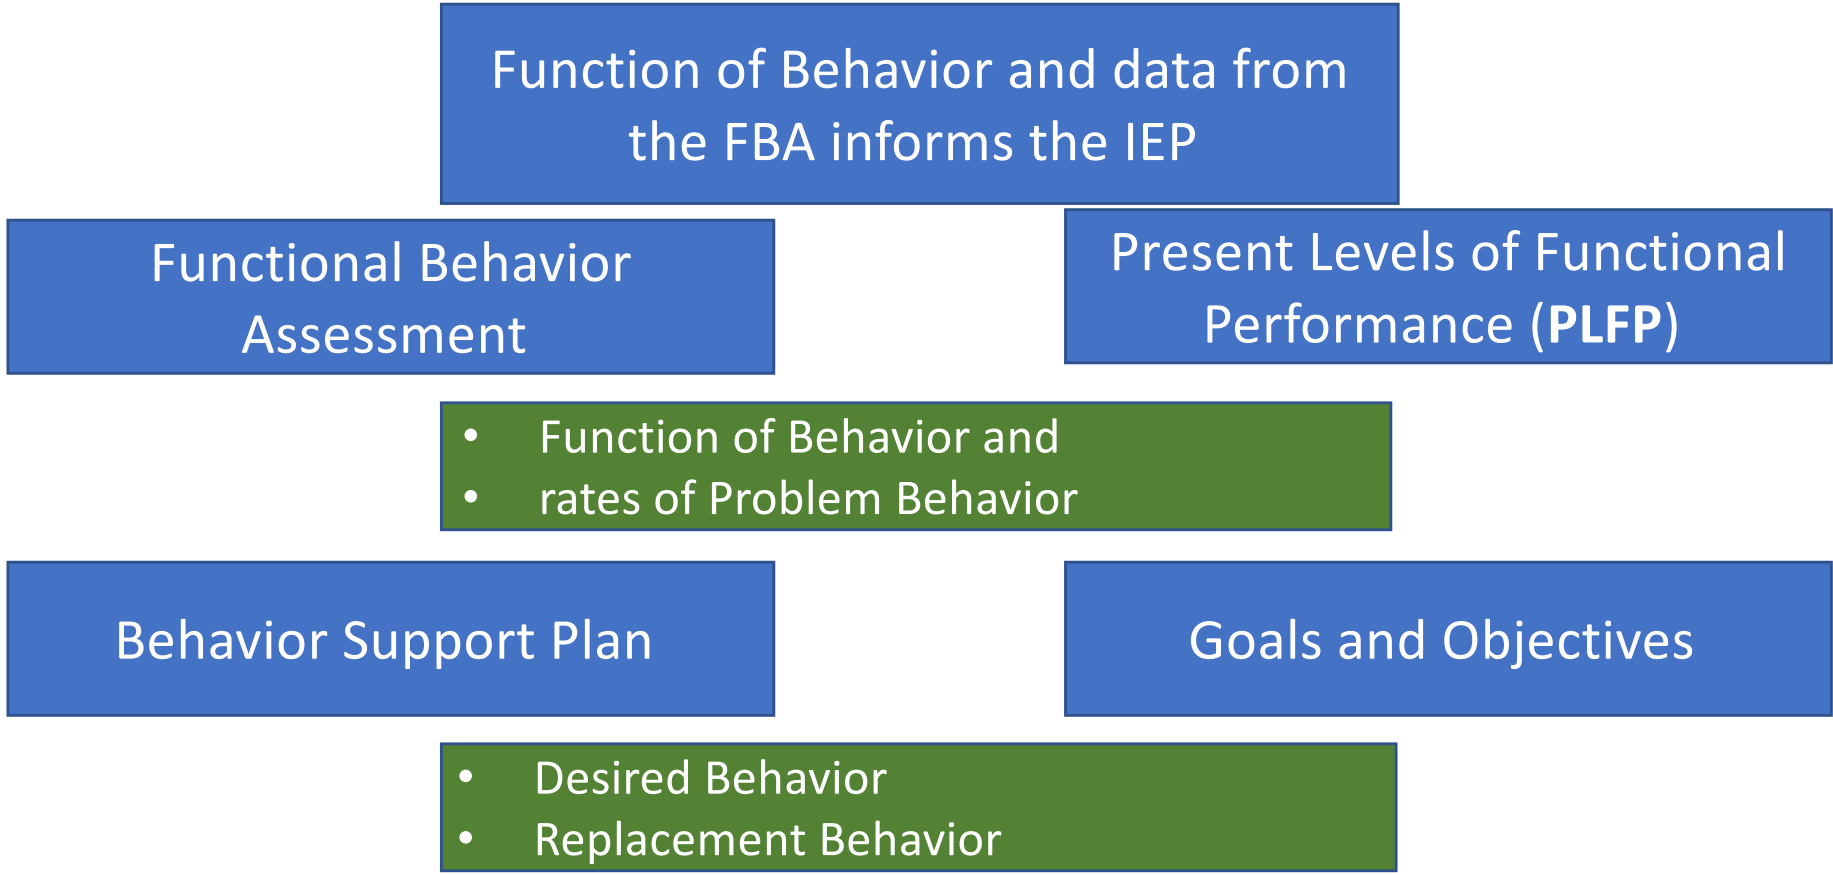 Function of Behavior and data from
the FBA informs the IEP
Functional Behavior
Assessment
Present Levels of Functional
Performance (PLFP)
• Function of Behavior and
• rates of Problem Behavior
Behavior Support Plan
Goals and Objectives
• Desired Behavior
• Replacement Behavior